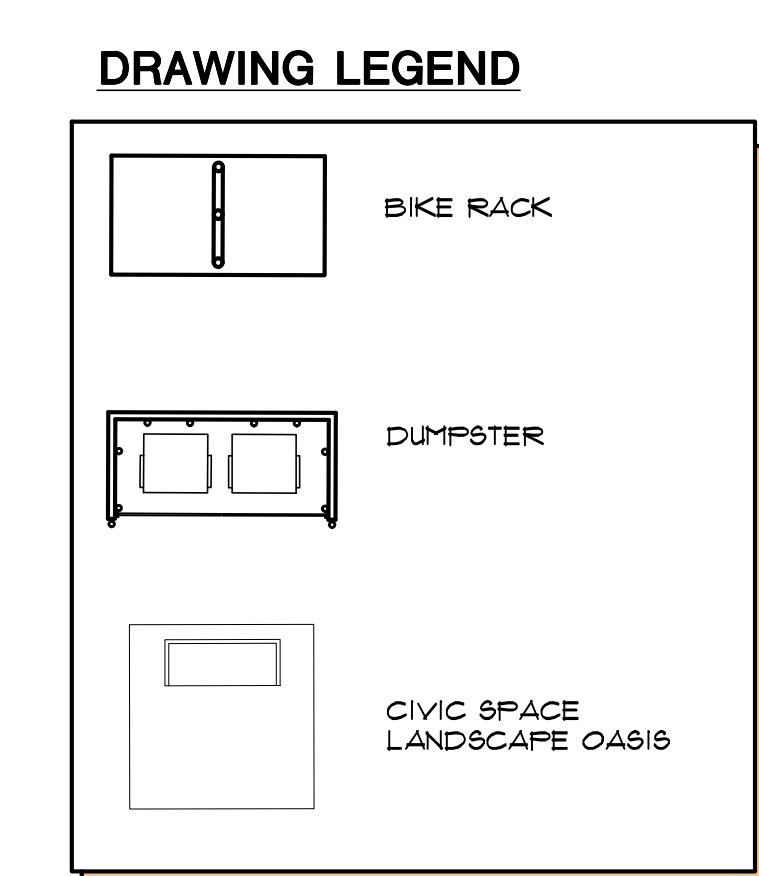 DRAWING LEGEND
BIKE RACK
DUMPSTER
CIVIC SPACE
LANDSCAPE OASIS